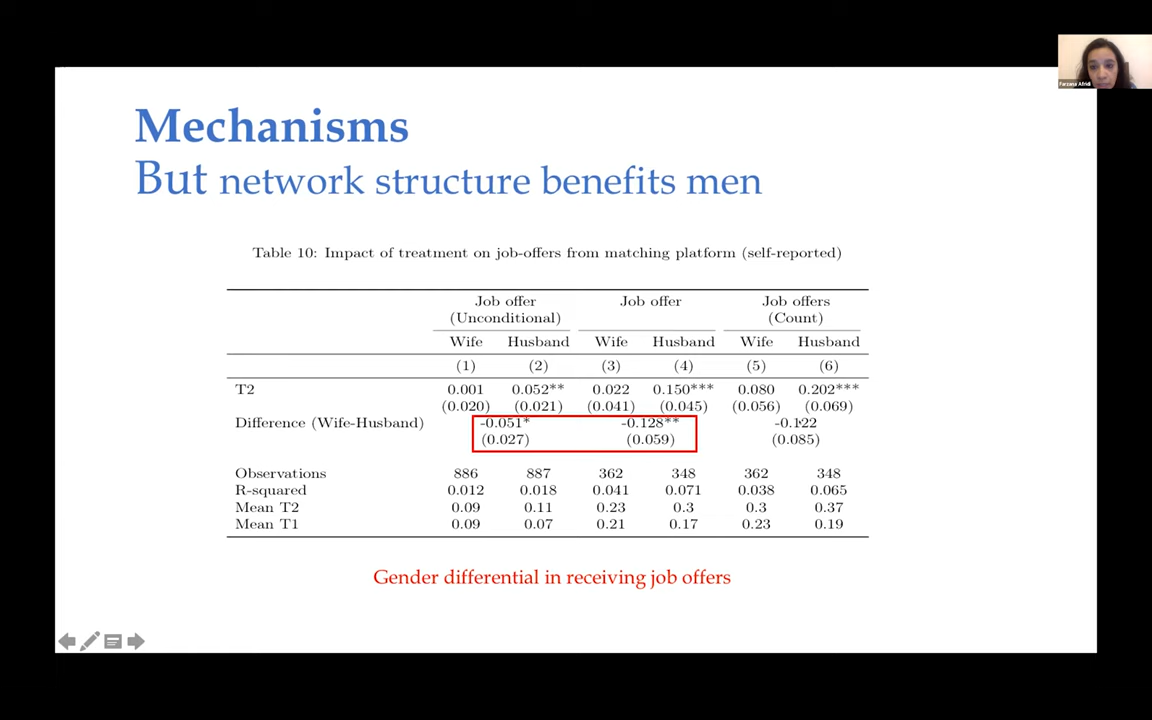 Farzana Afridi
Mechanisms
But network structure benefits men
Table 10: Impact of treatment on job-offers from matching platform (self-reported)
Job offer Job offer Job offers
(Unconditional) (Count)
Wife Husband Wife Husband Wife Husband
(1) (2) (3) (4) (5) (6)
T2 0.001 0.052** 0.022 0.150*** 0.080 0.202***
(0.020) (0.021) (0.041) (0.045) (0.056) (0.069)
Difference (Wife-Husband) -0.051* -0.128** -0.122
(0.027) (0.059) (0.085)
Observations 886 887 362 348 362 348
R-squared 0.012 0.018 0.041 0.071 0.038 0.065
Mean T2 0.09 0.11 0.23 0.3 0.3 0.37
Mean T1 0.09 0.07 0.21 0.17 0.23 0.19
Gender differential in receiving job offers